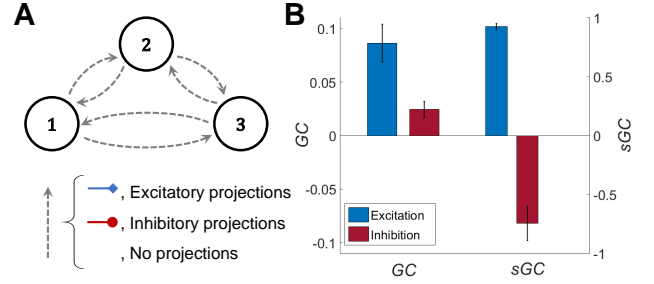 A
2
1
3
, Excitatory projections
, Inhibitory projections
, No projections
B
0.1
0.05
0
-0.05
-0.1
GC
1
0.5
0
-0.5
-1
sGC
Excitation
Inhibition
GC
sGC